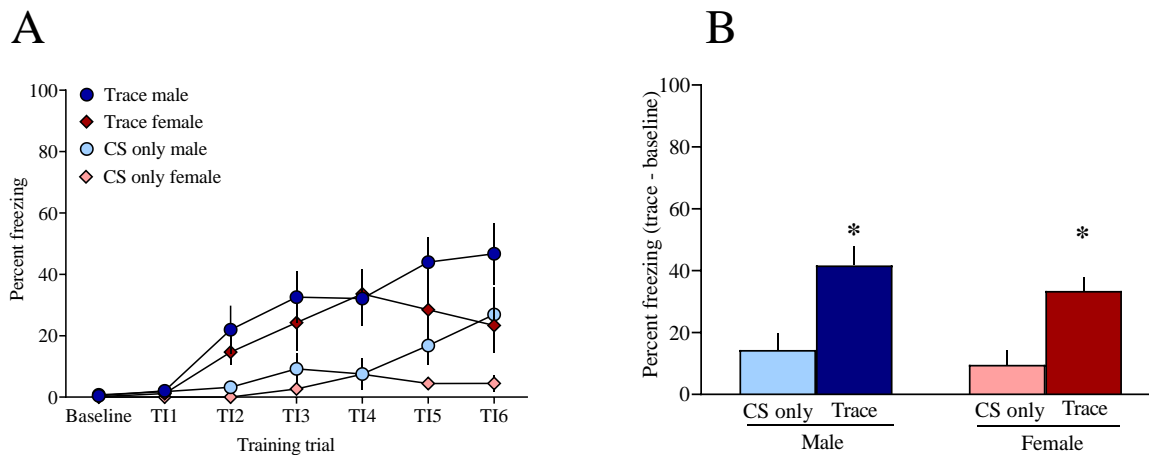 A
100
80
60
40
20
0
Percent freezing
Trace male
Trace female
CS only male
CS only female
Baseline TI1 TI2 TI3 TI4 TI5 TI6
Training trial
B
100
80
60
40
20
0
Percent freezing (trace - baseline)
* *
CS only Trace CS only Trace
Male Female